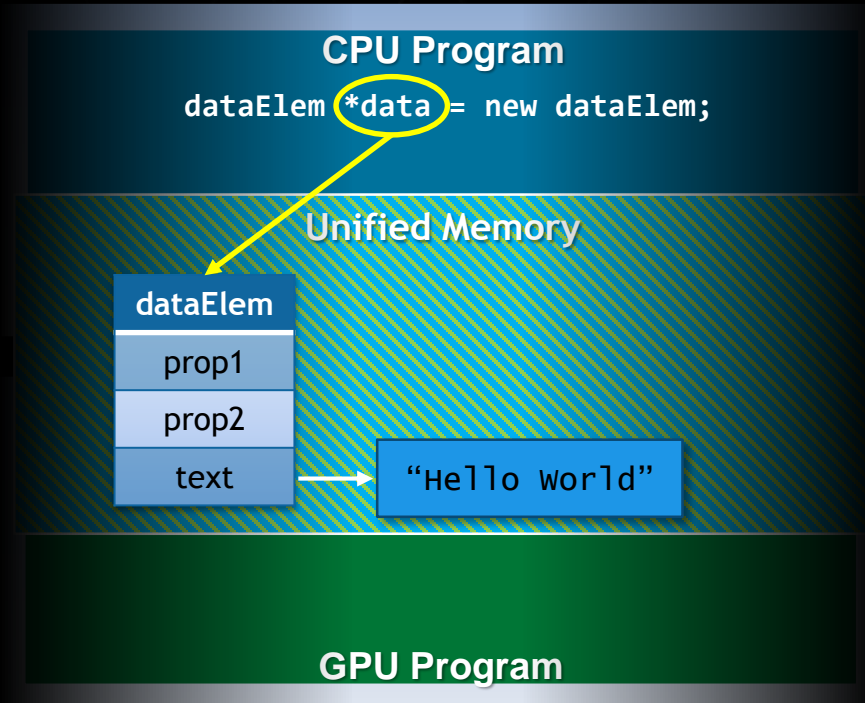 CPU Program
dataElem *data = new dataElem;
Unified Memory
dataElem
prop1
prop2
text
“Hello World”
GPU Program